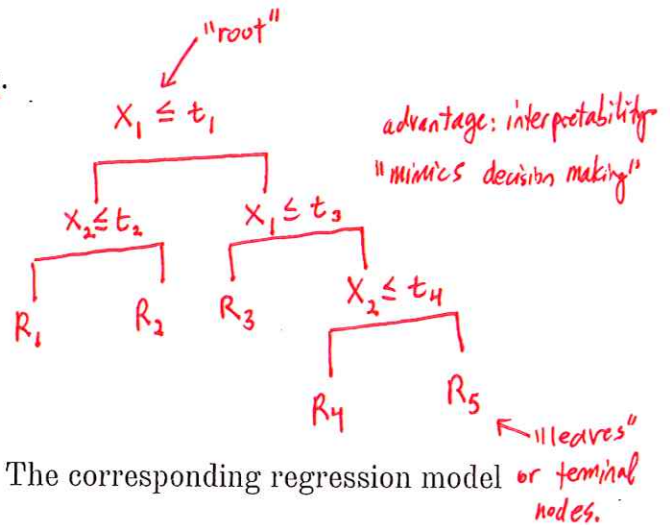 "root"
X₁ ≤ t₁
advantage: interpretability
"mimics decision making"
X₂ ≤ t₂ X₁ ≤ t₃
R₁ R₂ R₃ X₂ ≤ t₄
R₄ R₅
"leaves"
The corresponding regression model or terminal
nodes.